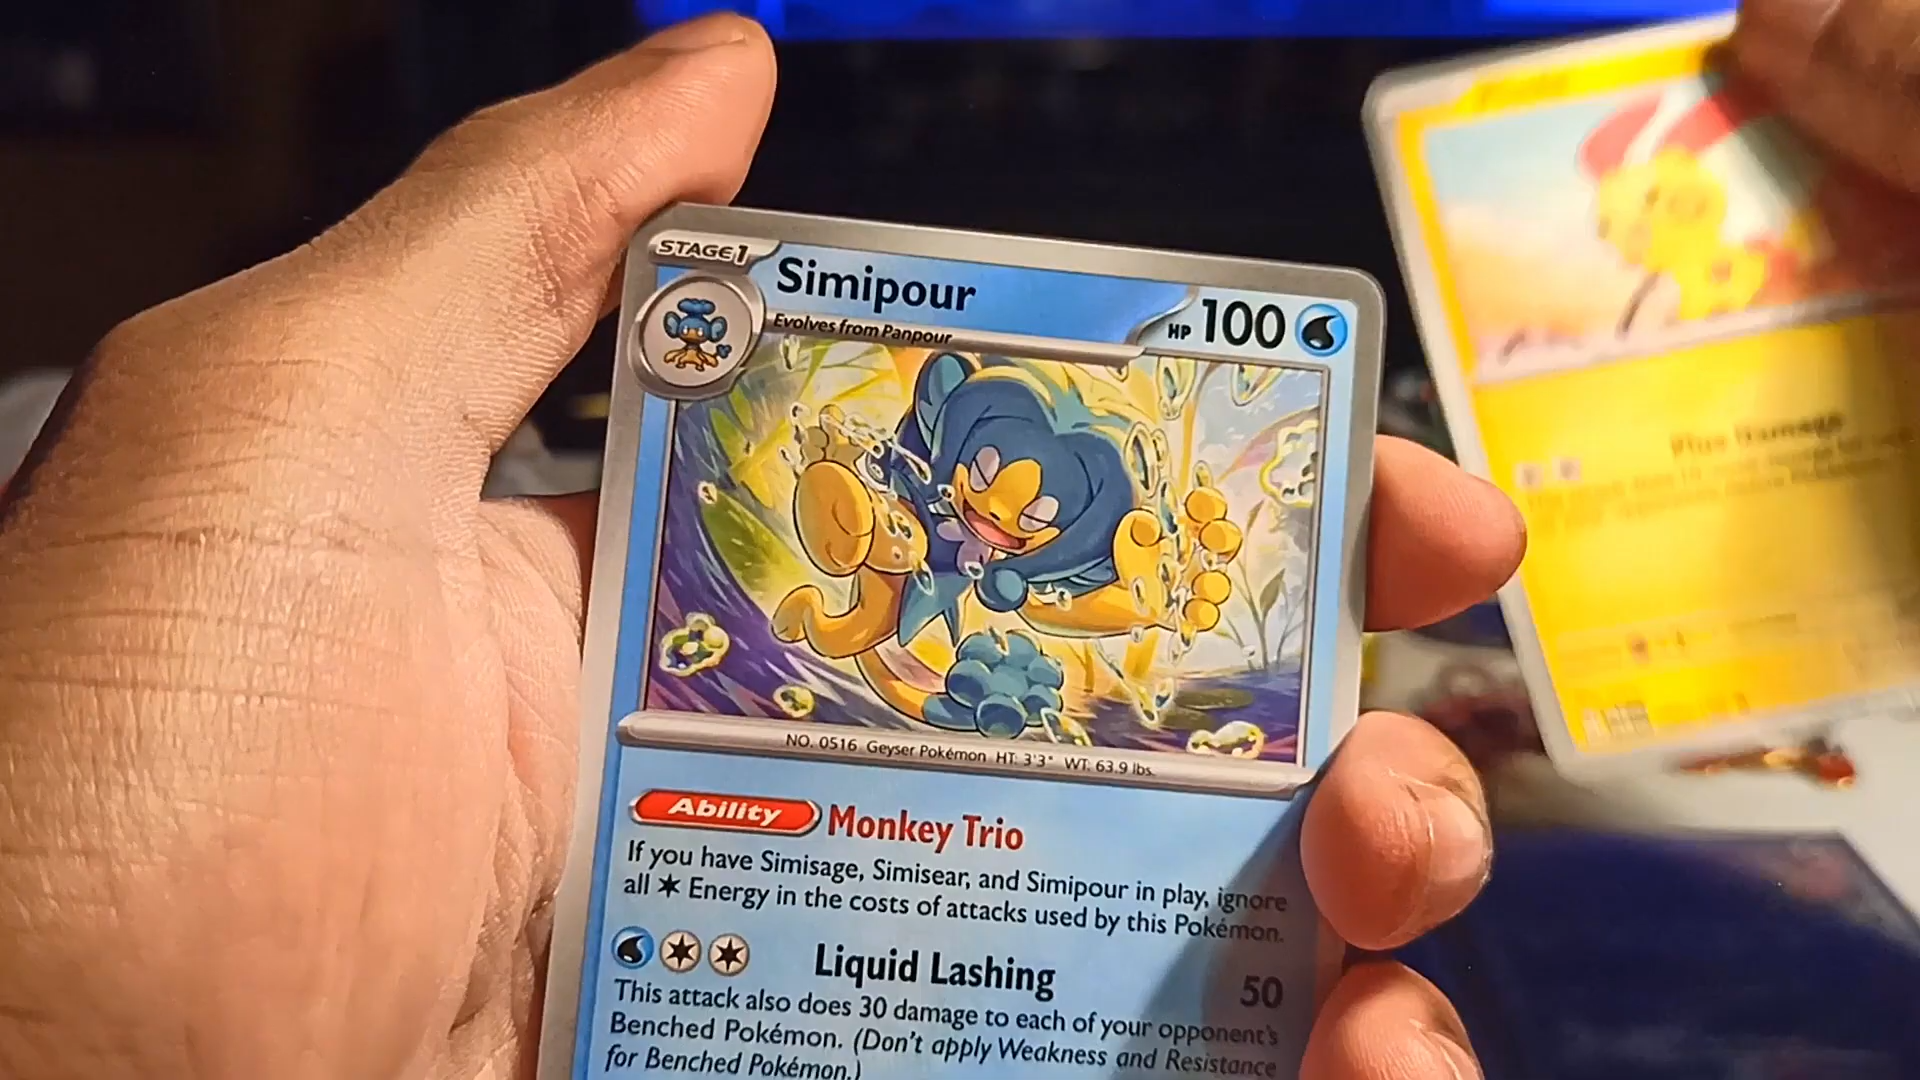 STAGE1
Simipour
HP 100
Evolves from Panpour
NO. 0516 Geyser Pokémon HT: 3'3" WT: 63.9 lbs.
Ability Monkey Trio
If you have Simisage, Simisear, and Simipour in play, ignore
all Energy in the costs of attacks used by this Pokémon.
Liquid Lashing 50
This attack also does 30 damage to each of your opponent's
Benched Pokémon. (Don't apply Weakness and Resistance
for Benched Pokémon.)
Plus Damage